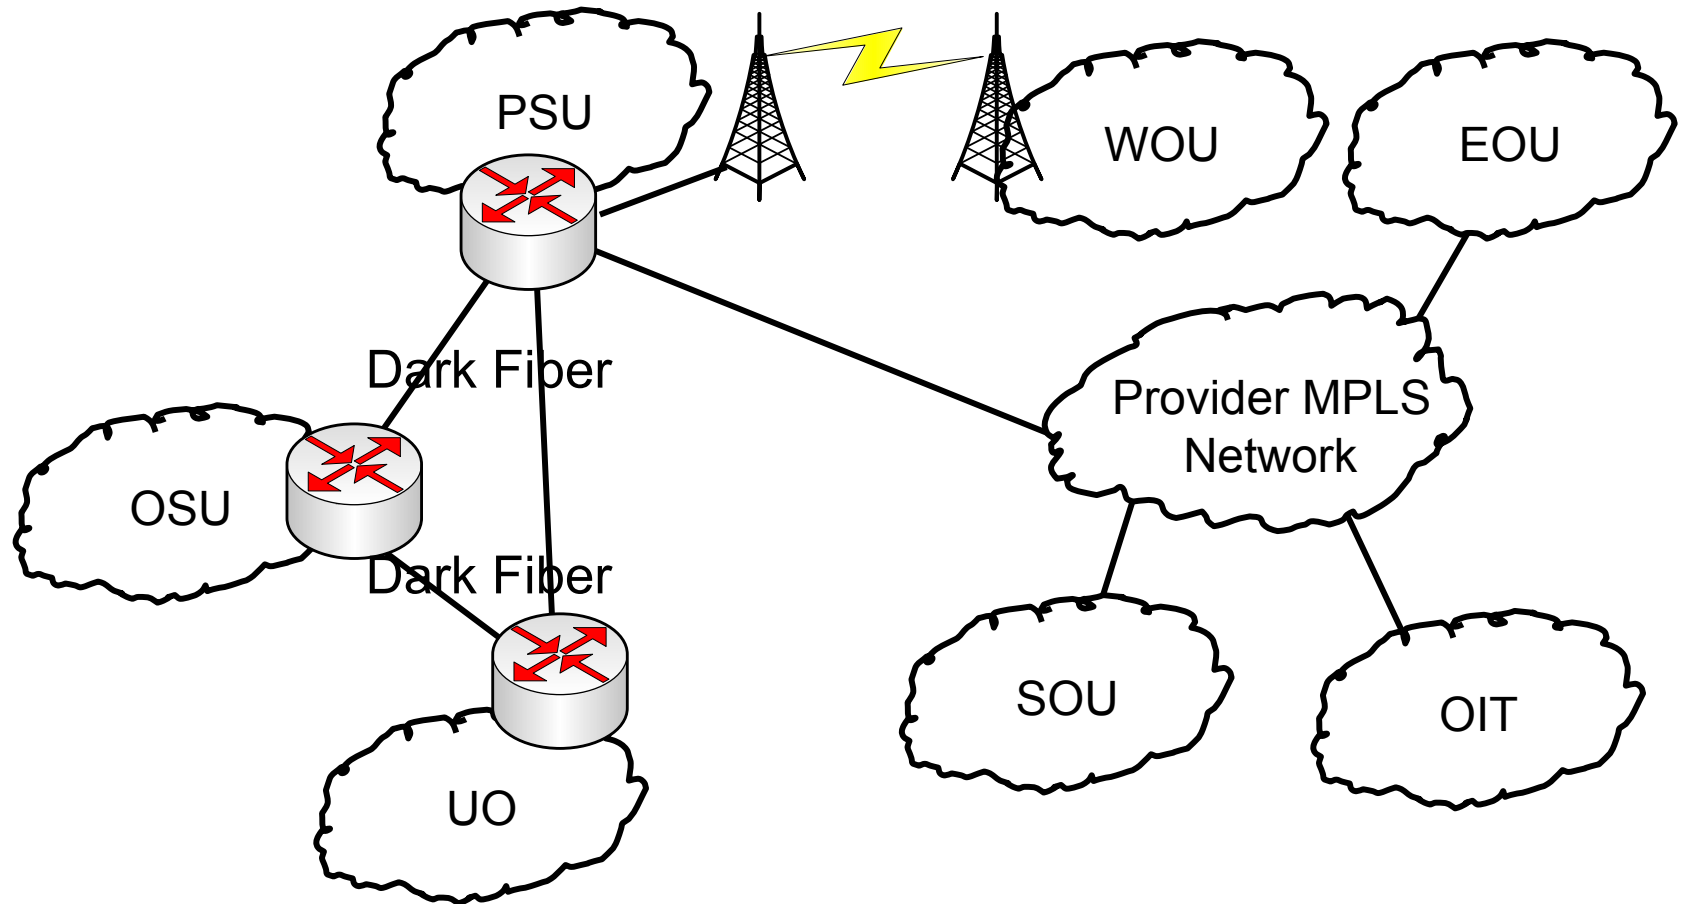 PSU
WOU
EOU
Dark Fiber
Provider MPLS
Network
OSU
Dark Fiber
SOU
OIT
UO